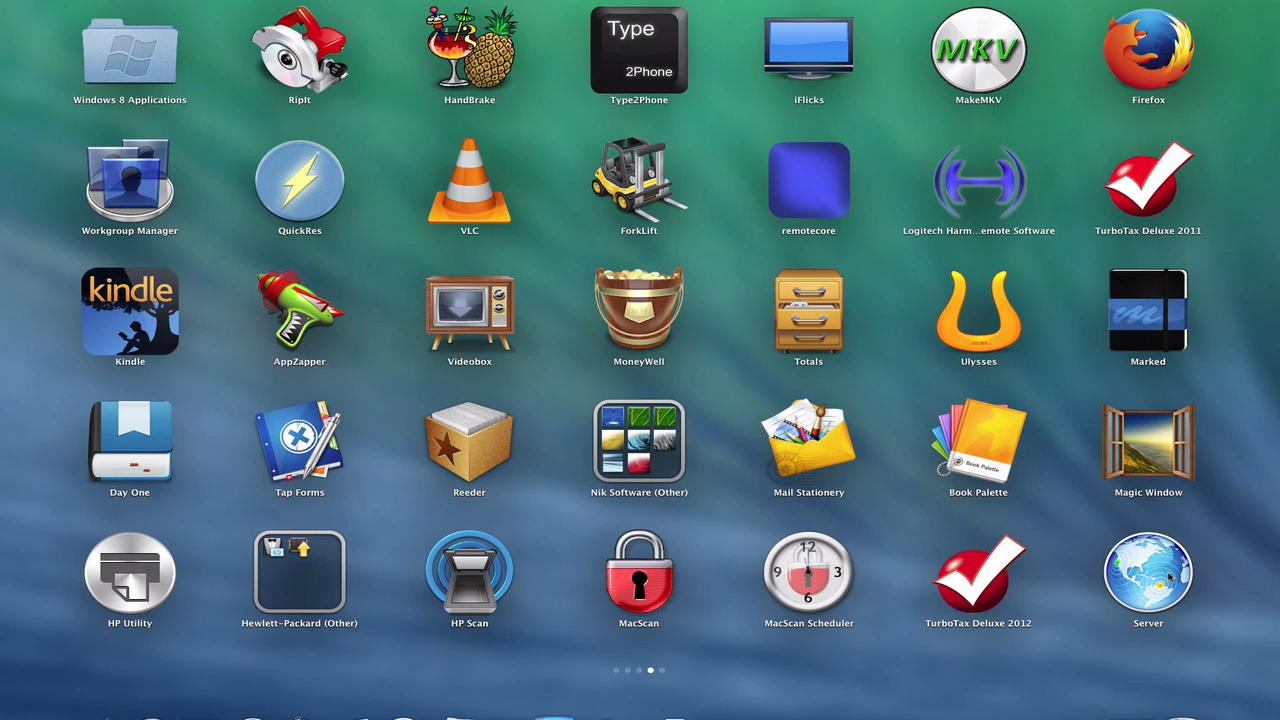 Type
2Phone
MKV
Windows 8 Applications
RipIt
HandBrake
Type2Phone
iFlicks
MakeMKV
Firefox
Workgroup Manager
QuickRes
VLC
ForkLift
remotecore
Logitech Harm...emote Software
TurboTax Deluxe 2011
kindle
Kindle
AppZapper
Videobox
MoneyWell
Totals
Ulysses
Marked
Book Palette
Day One
Tap Forms
Reeder
Nik Software (Other)
Mail Stationery
Book Palette
Magic Window
12
9
3
6
HP Utility
Hewlett-Packard (Other)
HP Scan
MacScan
MacScan Scheduler
TurboTax Deluxe 2012
Server